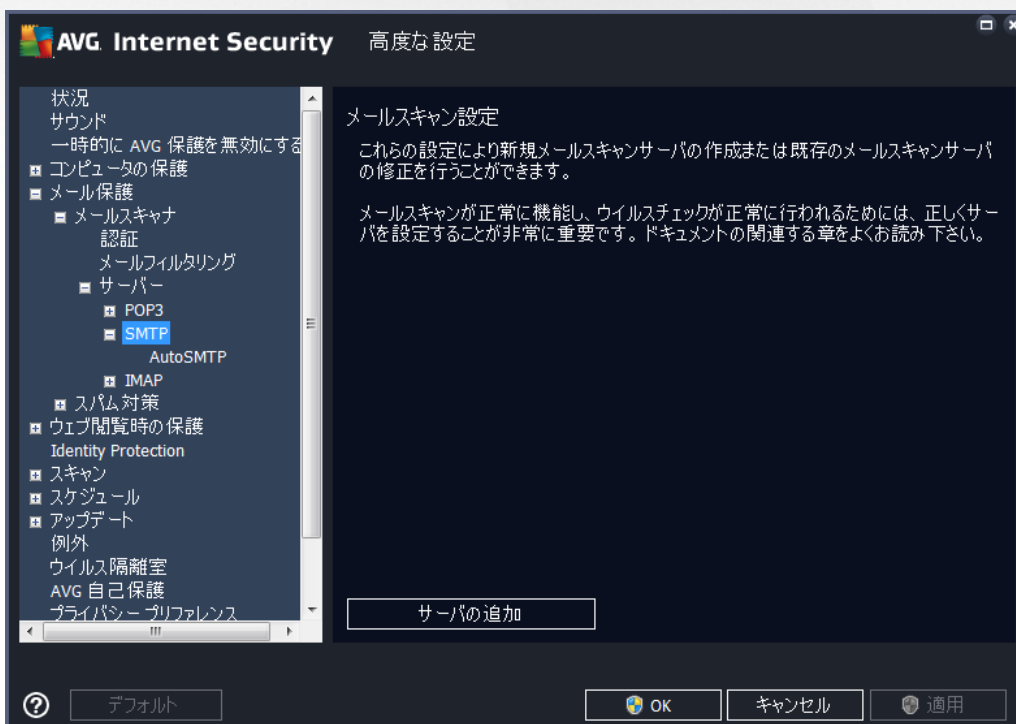 AVG. Internet Security 高度な設定
状況
サウンド
一時的に AVG 保護を無効にする
コンピュータの保護
メール保護
メールスキャナ
認証
メールフィルタリング
サーバー
POP3
SMTP
AutoSMTP
IMAP
スパム対策
ウェブ閲覧時の保護
Identity Protection
スキャン
スケジュール
アップデート
例外
ウイルス隔離室
AVG 自己保護
プライバシー プリファレンス
メールスキャン設定
これらの設定により新規メールスキャンサーバの作成または既存のメールスキャンサーバ
の修正を行うことができます。
メールスキャンが正常に機能し、ウイルスチェックが正常に行われるためには、正しくサー
バを設定することが非常に重要です。ドキュメントの関連する章をよくお読み下さい。
サーバの追加
デフォルト
OK
キャンセル
適用